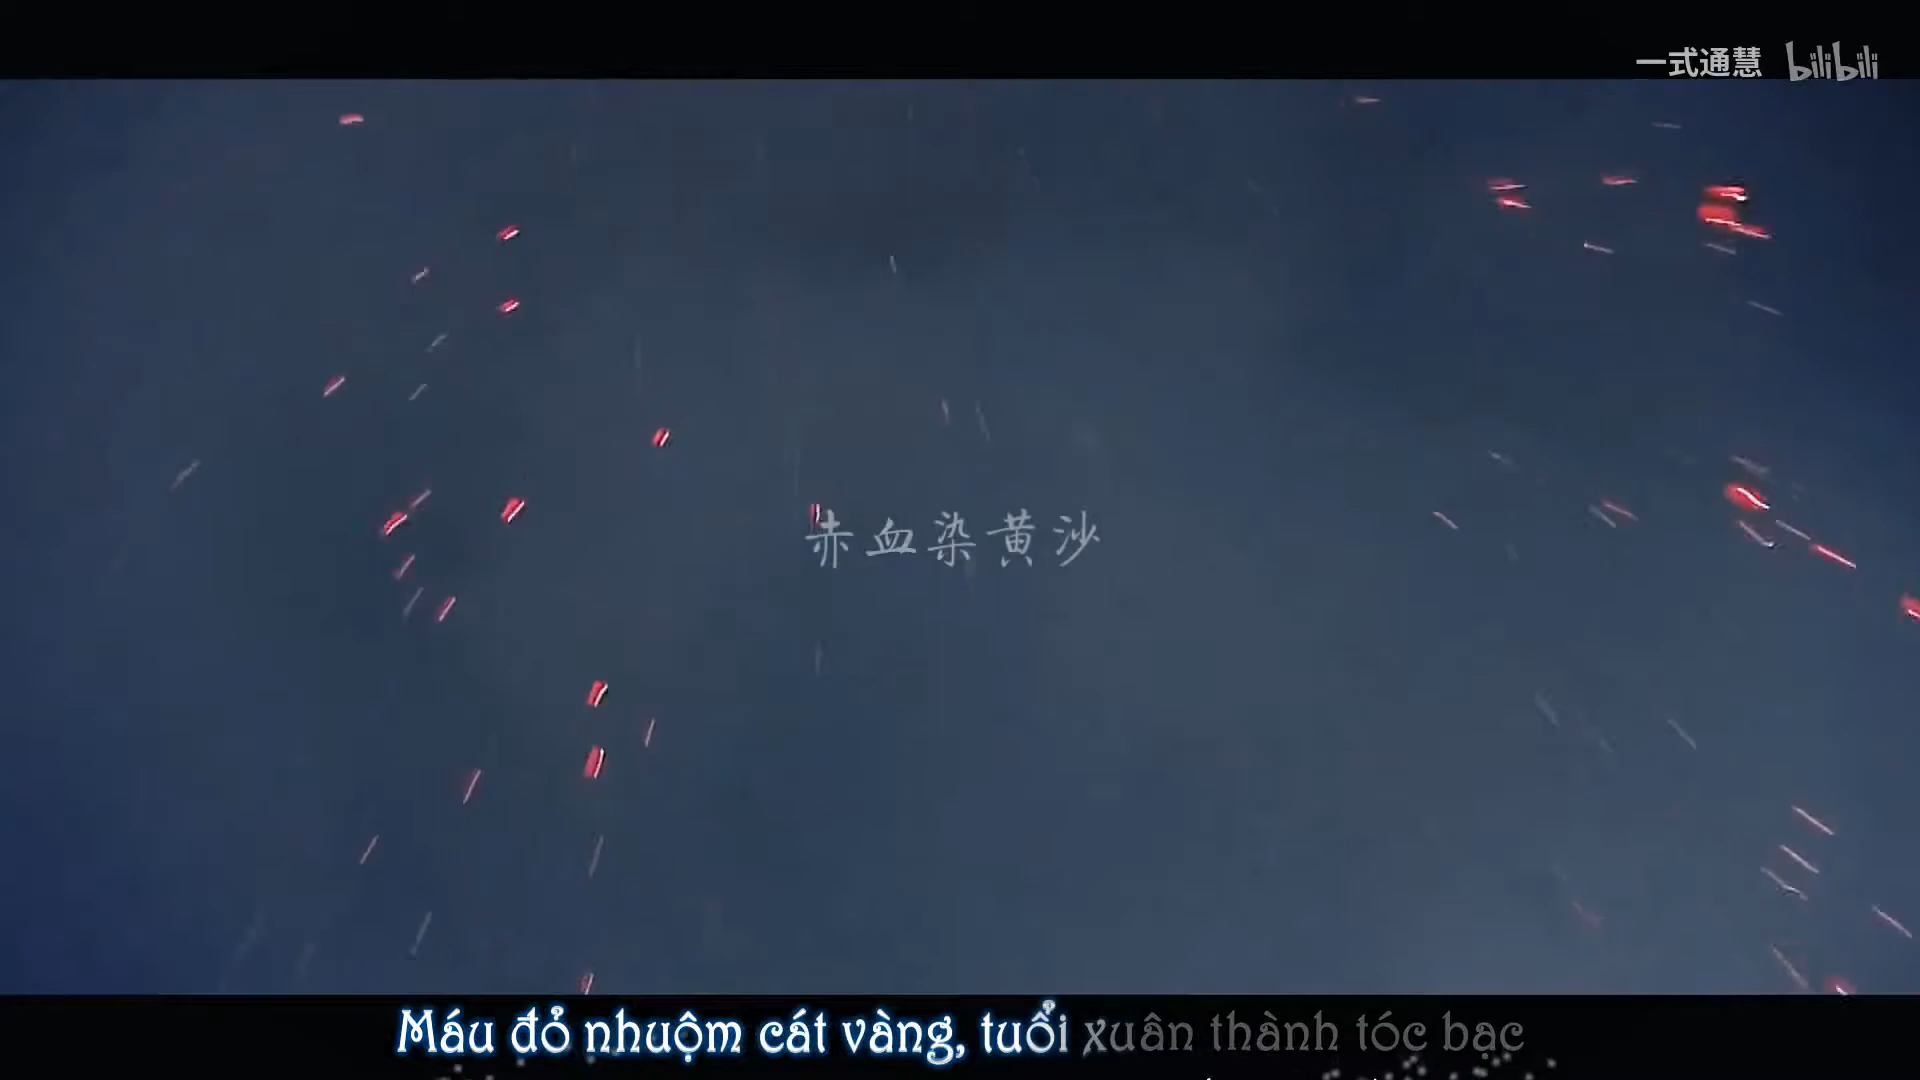 一式通慧 bilibili
赤血染黄沙
Máu đỏ nhuộm cát vàng, tuổi xuân thành tóc bạc